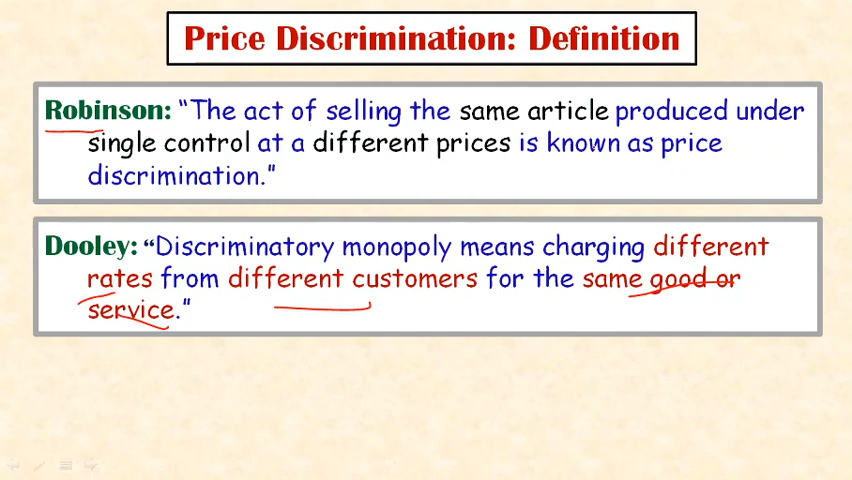 Price Discrimination: Definition
Robinson: “The act of selling the same article produced under
single control at a different prices is known as price
discrimination.”
Dooley: “Discriminatory monopoly means charging different
rates from different customers for the same good or
service.”